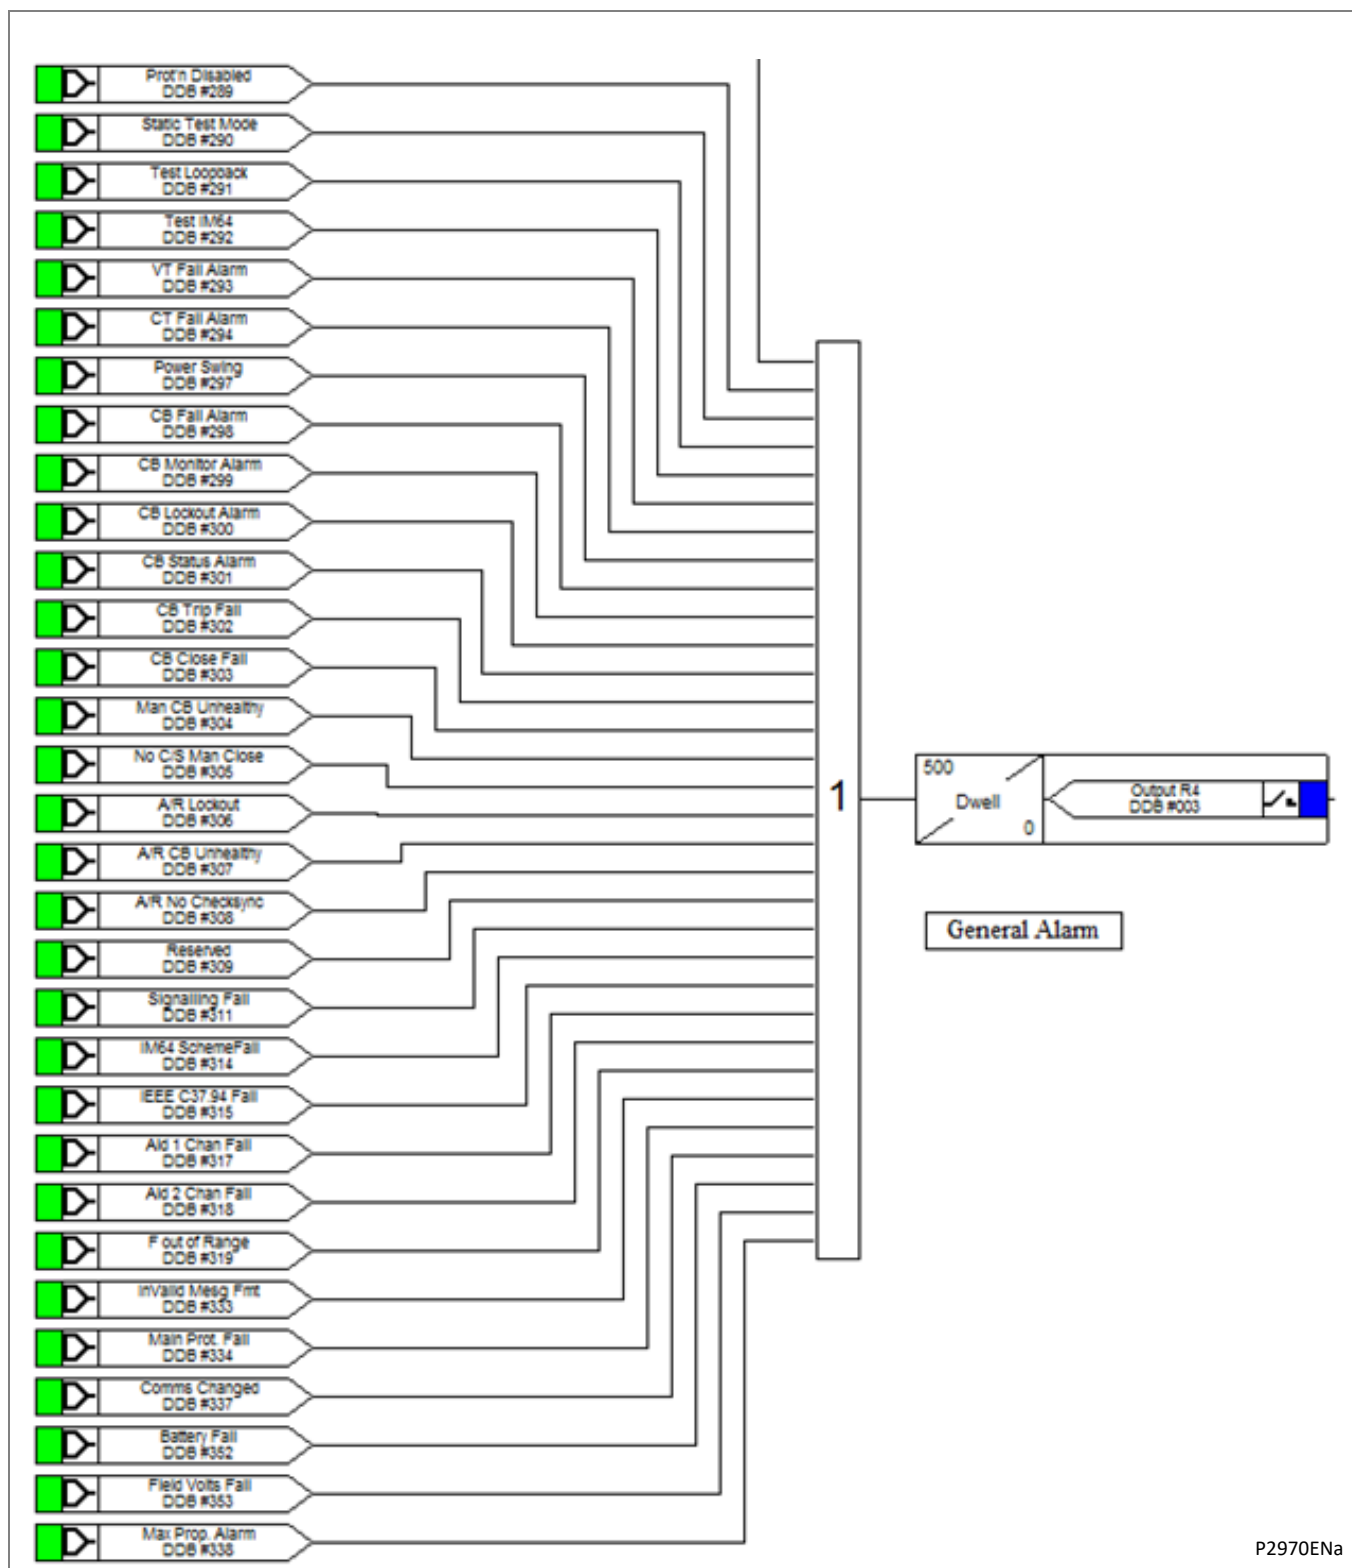 Prot'n Disabled
DDB #289
Static Test Mode
DDB #290
Test Loopback
DDB #291
Test IM64
DDB #292
VT Fail Alarm
DDB #293
CT Fail Alarm
DDB #294
Power Swing
DDB #297
CB Fail Alarm
DDB #298
CB Monitor Alarm
DDB #299
CB Lockout Alarm
DDB #300
CB Status Alarm
DDB #301
CB Trip Fail
DDB #302
CB Close Fail
DDB #303
Man CB Unhealthy
DDB #304
No C/S Man Close
DDB #305
A/R Lockout
DDB #306
A/R CB Unhealthy
DDB #307
A/R No Checksync
DDB #308
Reserved
DDB #309
Signalling Fail
DDB #311
IM64 SchemeFail
DDB #314
IEEE C37.94 Fail
DDB #315
Aid 1 Chan Fail
DDB #317
Aid 2 Chan Fail
DDB #318
F out of Range
DDB #319
InValid Mesg Fmt
DDB #333
Main Prot. Fail
DDB #334
Comms Changed
DDB #337
Battery Fail
DDB #352
Field Volts Fail
DDB #353
Max Prop. Alarm
DDB #338
1
500
Dwell
0
Output R4
DDB #003
General Alarm
P2970ENa